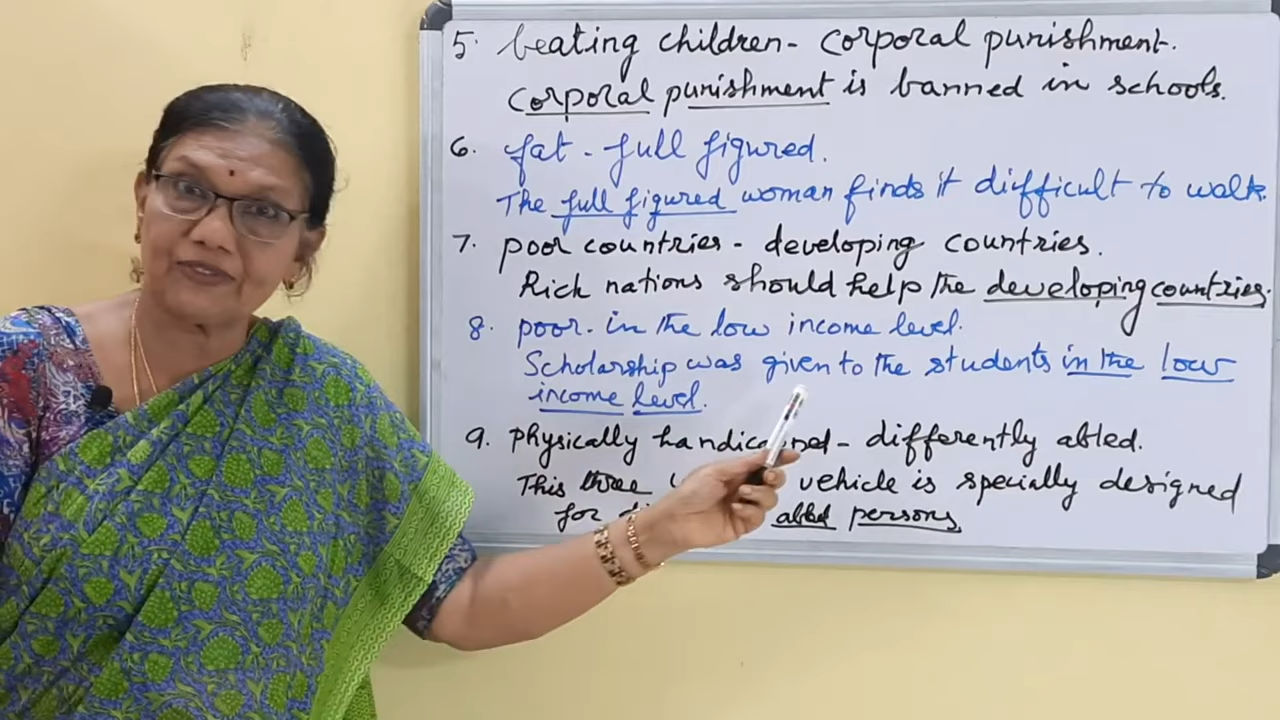 5. beating children - corporal punishment.
corporal punishment is banned in schools.
6. fat - full figured.
The full figured woman finds it difficult to walk.
7. poor countries - developing countries.
Rich nations should help the developing countries.
8. poor - in the low income level.
Scholarship was given to the students in the low
income level.
9. Physically - differently abled.
This three vehicle is specially designed
for abled persons.